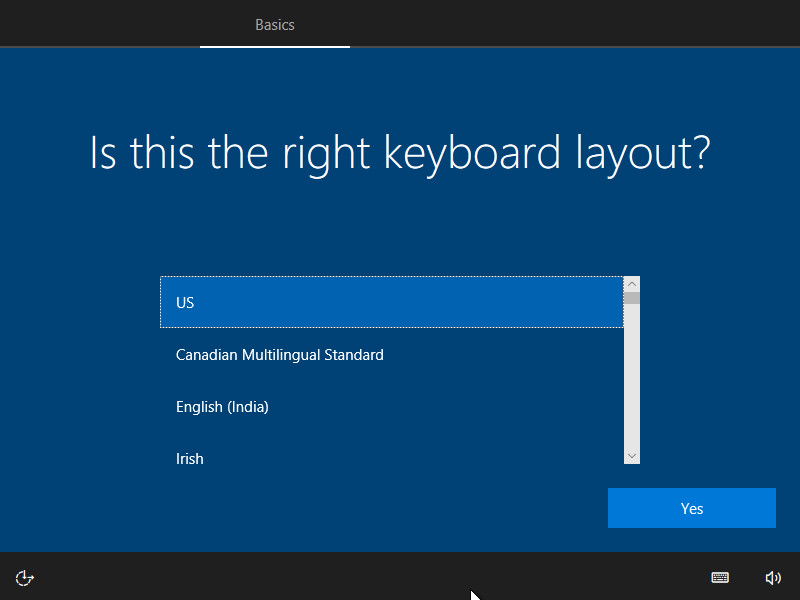 Basics
Is this the right keyboard layout?
US
Canadian Multilingual Standard
English (India)
Irish
Yes